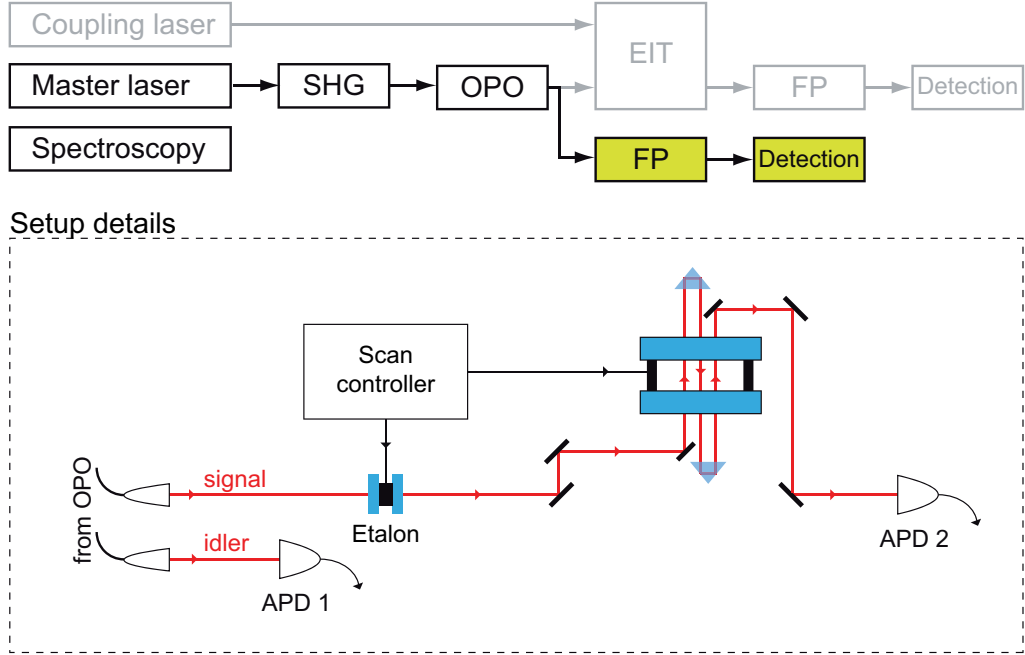 Coupling laser
EIT
Master laser
SHG
OPO
FP
Detection
Spectroscopy
FP
Detection
Setup details
Scan
controller
from OPO
signal
Etalon
idler
APD 1
APD 2